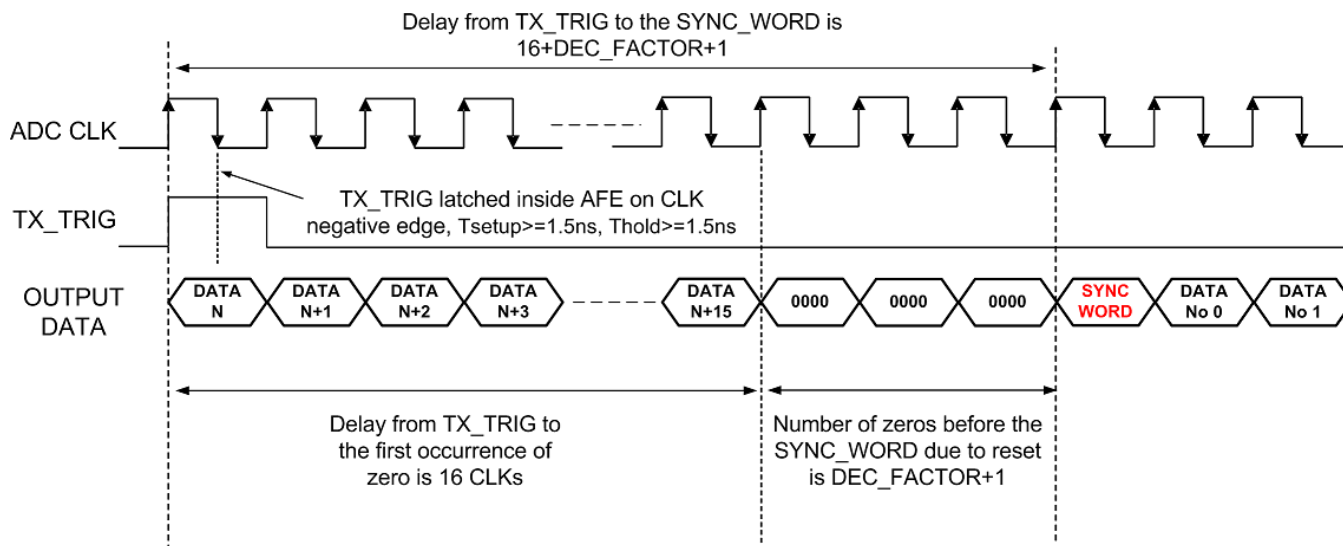 Delay from TX_TRIG to the SYNC_WORD is
16+DEC_FACTOR+1
ADC CLK
TX_TRIG latched inside AFE on CLK
negative edge, Tsetup>=1.5ns, Thold>=1.5ns
TX_TRIG
OUTPUT
DATA
DATA
N
DATA
N+1
DATA
N+2
DATA
N+3
DATA
N+15
0000
0000
0000
SYNC
WORD
DATA
No 0
DATA
No 1
Delay from TX_TRIG to
the first occurrence of
zero is 16 CLKs
Number of zeros before the
SYNC_WORD due to reset
is DEC_FACTOR+1